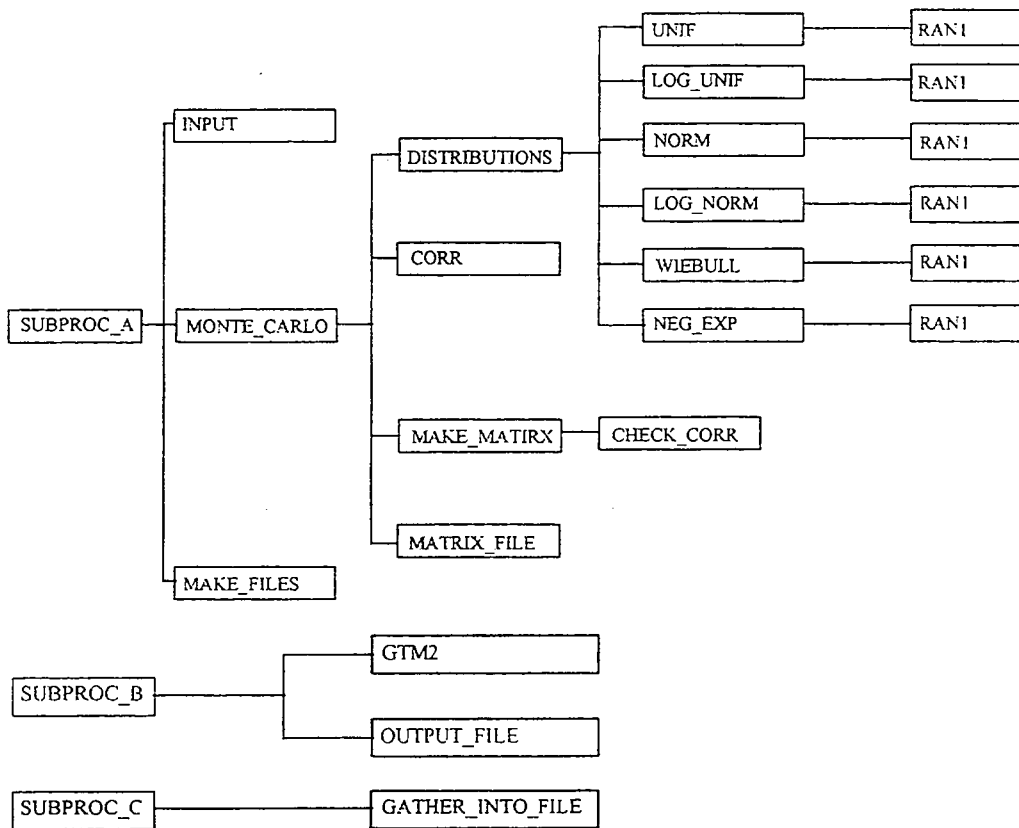 UNIF
RAN1
LOG_UNIF
RAN1
INPUT
DISTRIBUTIONS
NORM
RAN1
LOG_NORM
RAN1
CORR
WIEBULL
RAN1
SUBPROC_A
MONTE_CARLO
NEG_EXP
RAN1
MAKE_MATIRX
CHECK_CORR
MATRIX_FILE
MAKE_FILES
GTM2
SUBPROC_B
OUTPUT_FILE
SUBPROC_C
GATHER_INTO_FILE